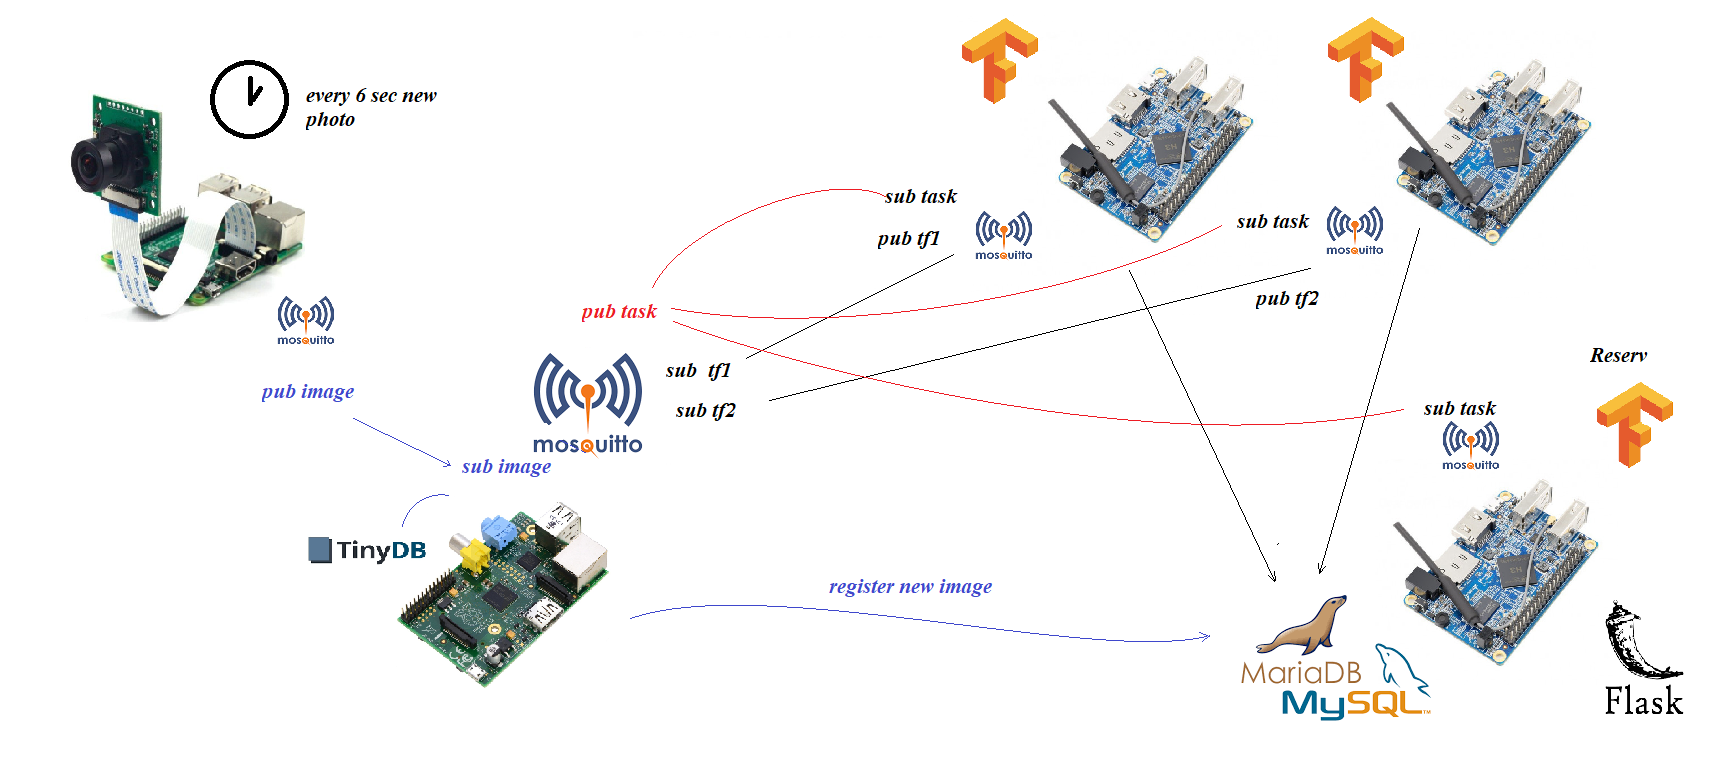 every 6 sec new
photo
sub task
pub tf1
mosquitto
sub task
mosquitto
pub tf2
mosquitto
pub image
pub task
sub tf1
sub tf2
mosquitto
sub image
TinyDB
Reserv
sub task
mosquitto
register new image
MariaDB
MySQL
Flask